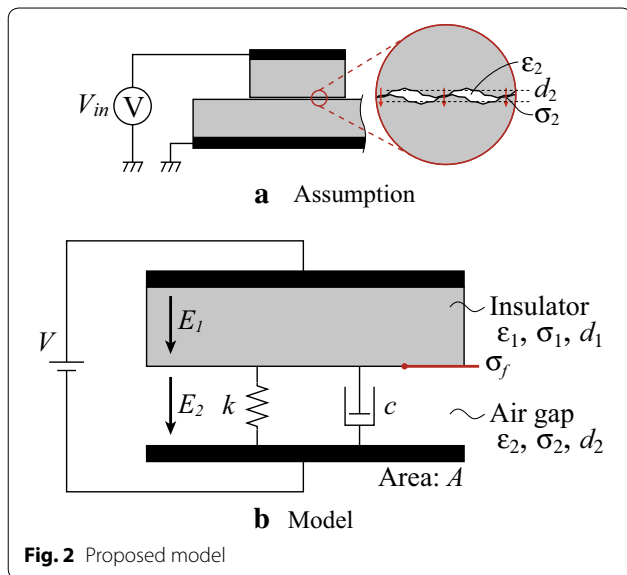 V_in
V
ε₂
d₂
σ₂
a Assumption
V
E₁
Insulator
ε₁, σ₁, d₁
σ_f
E₂
k
c
Air gap
ε₂, σ₂, d₂
Area: A
b Model
Fig. 2 Proposed model